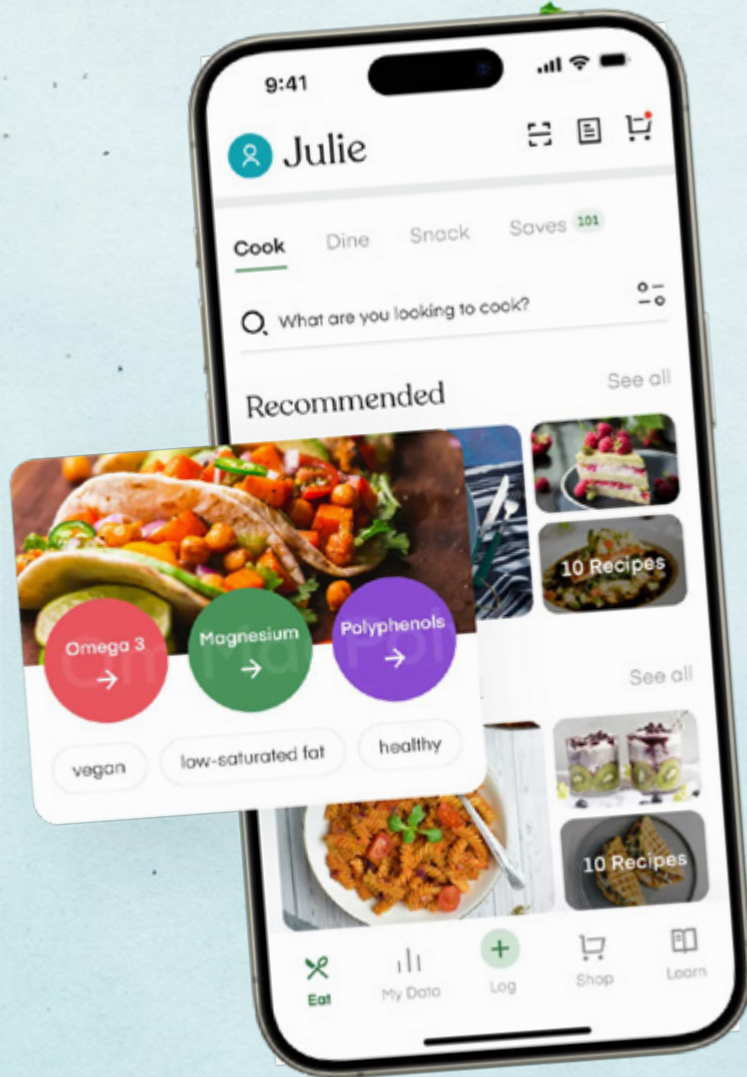 9:41
Julie
Cook Dine Snack Saves 101
What are you looking to cook?
Recommended See all
10 Recipes
Omega 3 Magnesium Polyphenols
See all
vegan low-saturated fat healthy
10 Recipes
Eat My Data Log Shop Learn